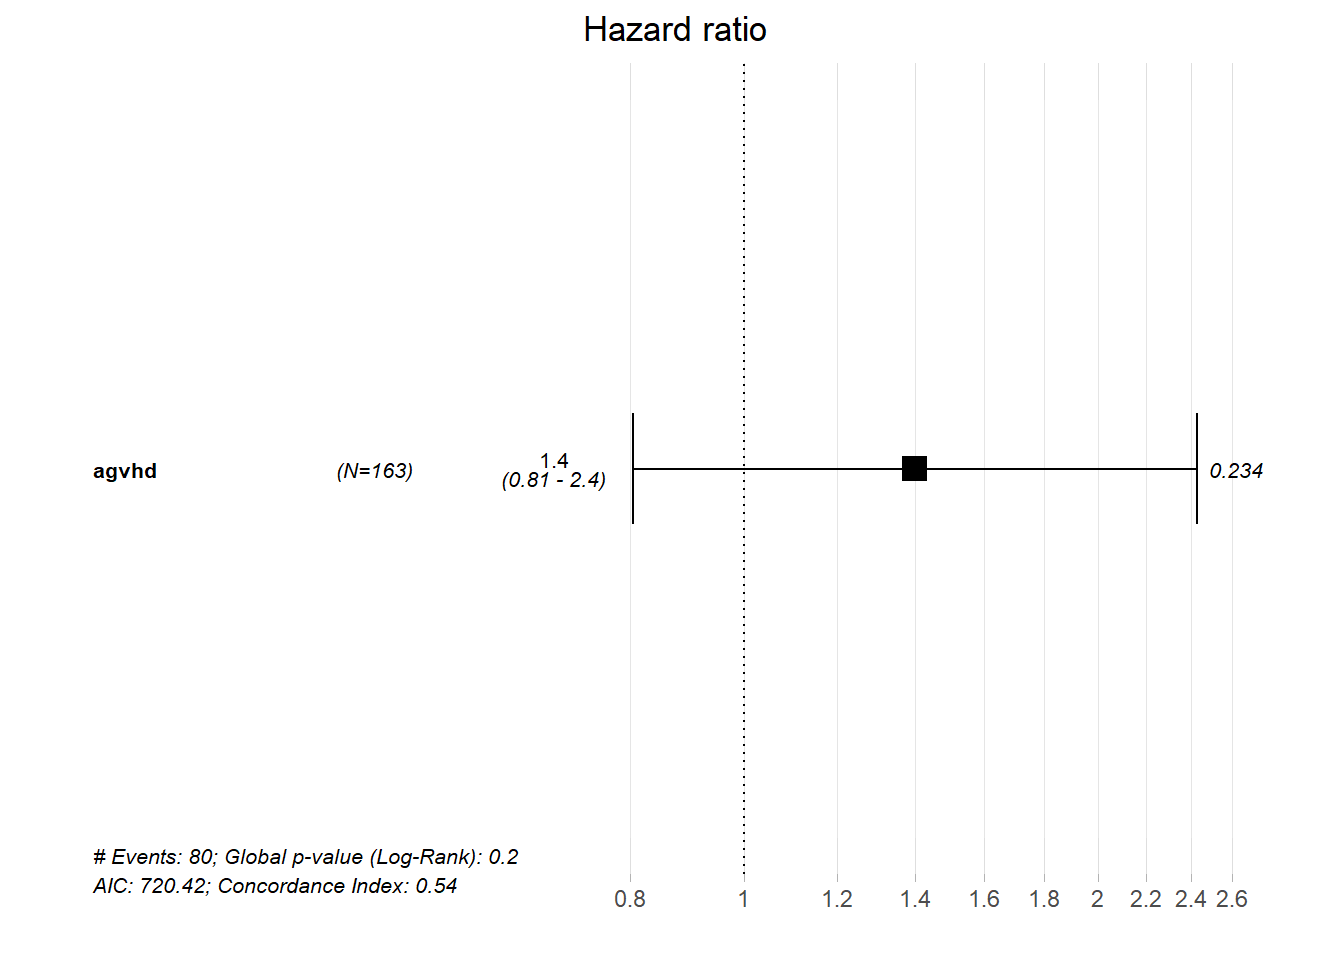 Hazard ratio
agvhd (N=163) 1.4 0.234
(0.81 - 2.4)
# Events: 80; Global p-value (Log-Rank): 0.2
AIC: 720.42; Concordance Index: 0.54
0.8 1 1.2 1.4 1.6 1.8 2 2.2 2.4 2.6